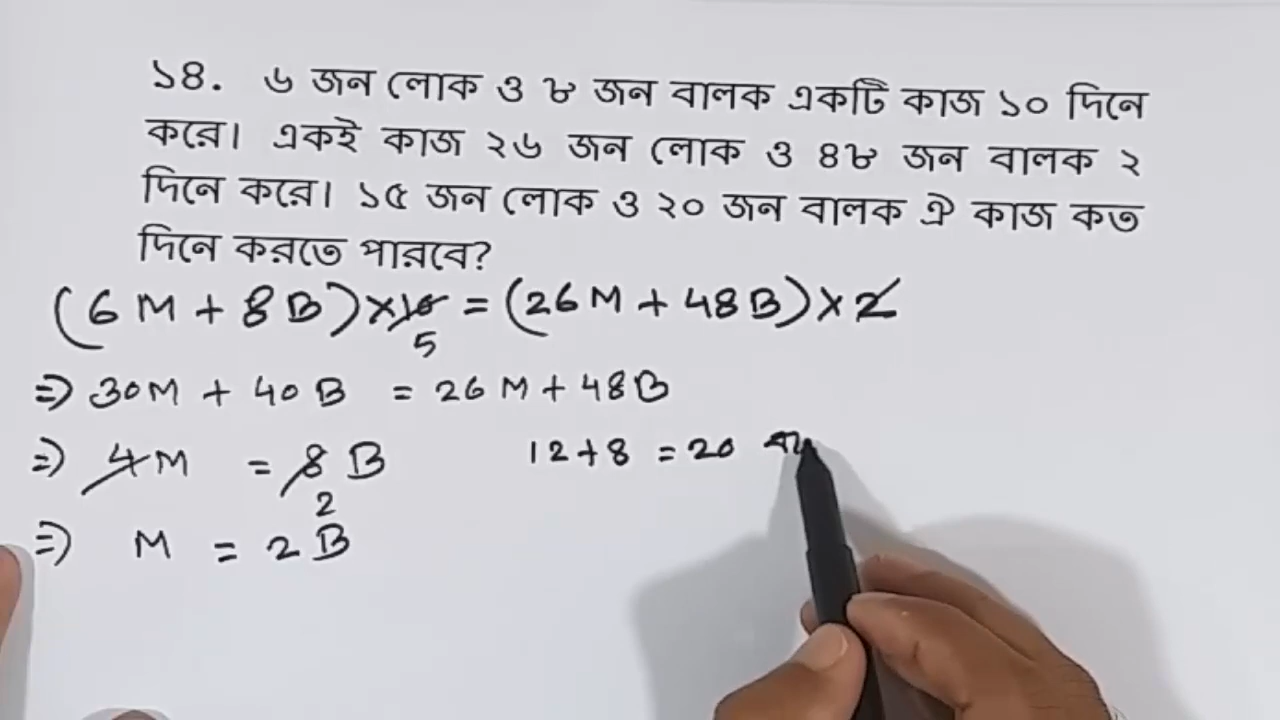 ১৪. ৬ জন লোক ও ৮ জন বালক একটি কাজ ১০ দিনে
করে। একই কাজ ২৬ জন লোক ও ৪৮ জন বালক ২
দিনে করে। ১৫ জন লোক ও ২০ জন বালক ঐ কাজ কত
দিনে করতে পারবে?
(6M + 8B) × 10 = (26M + 48B) × 2
5
=> 30M + 40B = 26M + 48B
=> 4M = 8B 12+8 = 20
2
=> M = 2B